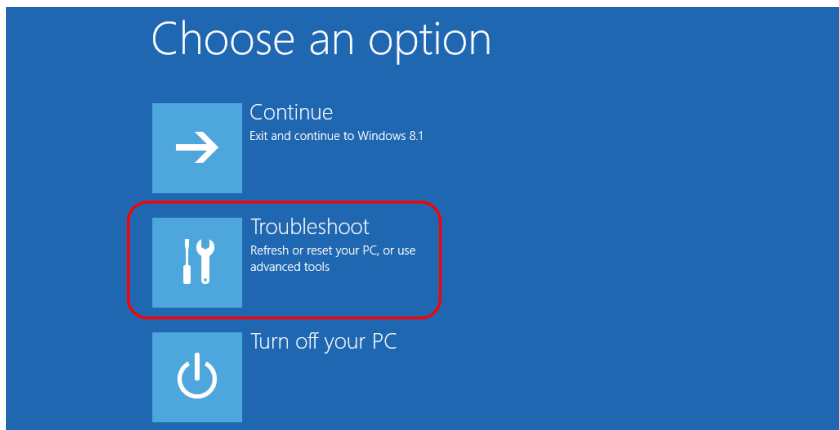 Choose an option
Continue
Exit and continue to Windows 8.1
Troubleshoot
Refresh or reset your PC, or use
advanced tools
Turn off your PC